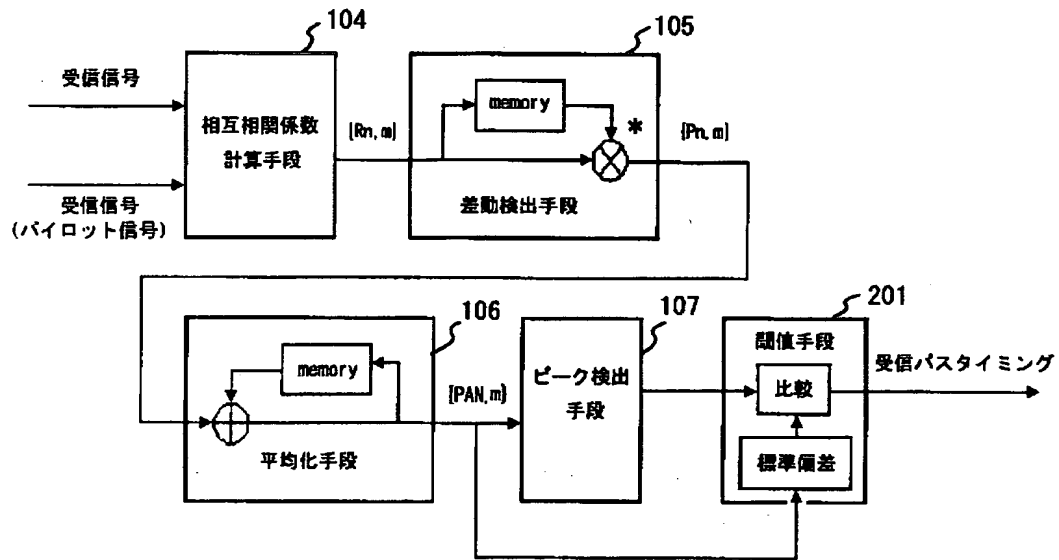 104
受信信号
相互相関係数
計算手段
受信信号
(パイロット信号)
[Rn,m]
105
memory
*
差動検出手段
[Pn,m]
106
memory
平均化手段
[PAN,m]
107
ピーク検出
手段
201
閾値手段
比較
標準偏差
受信パスタイミング